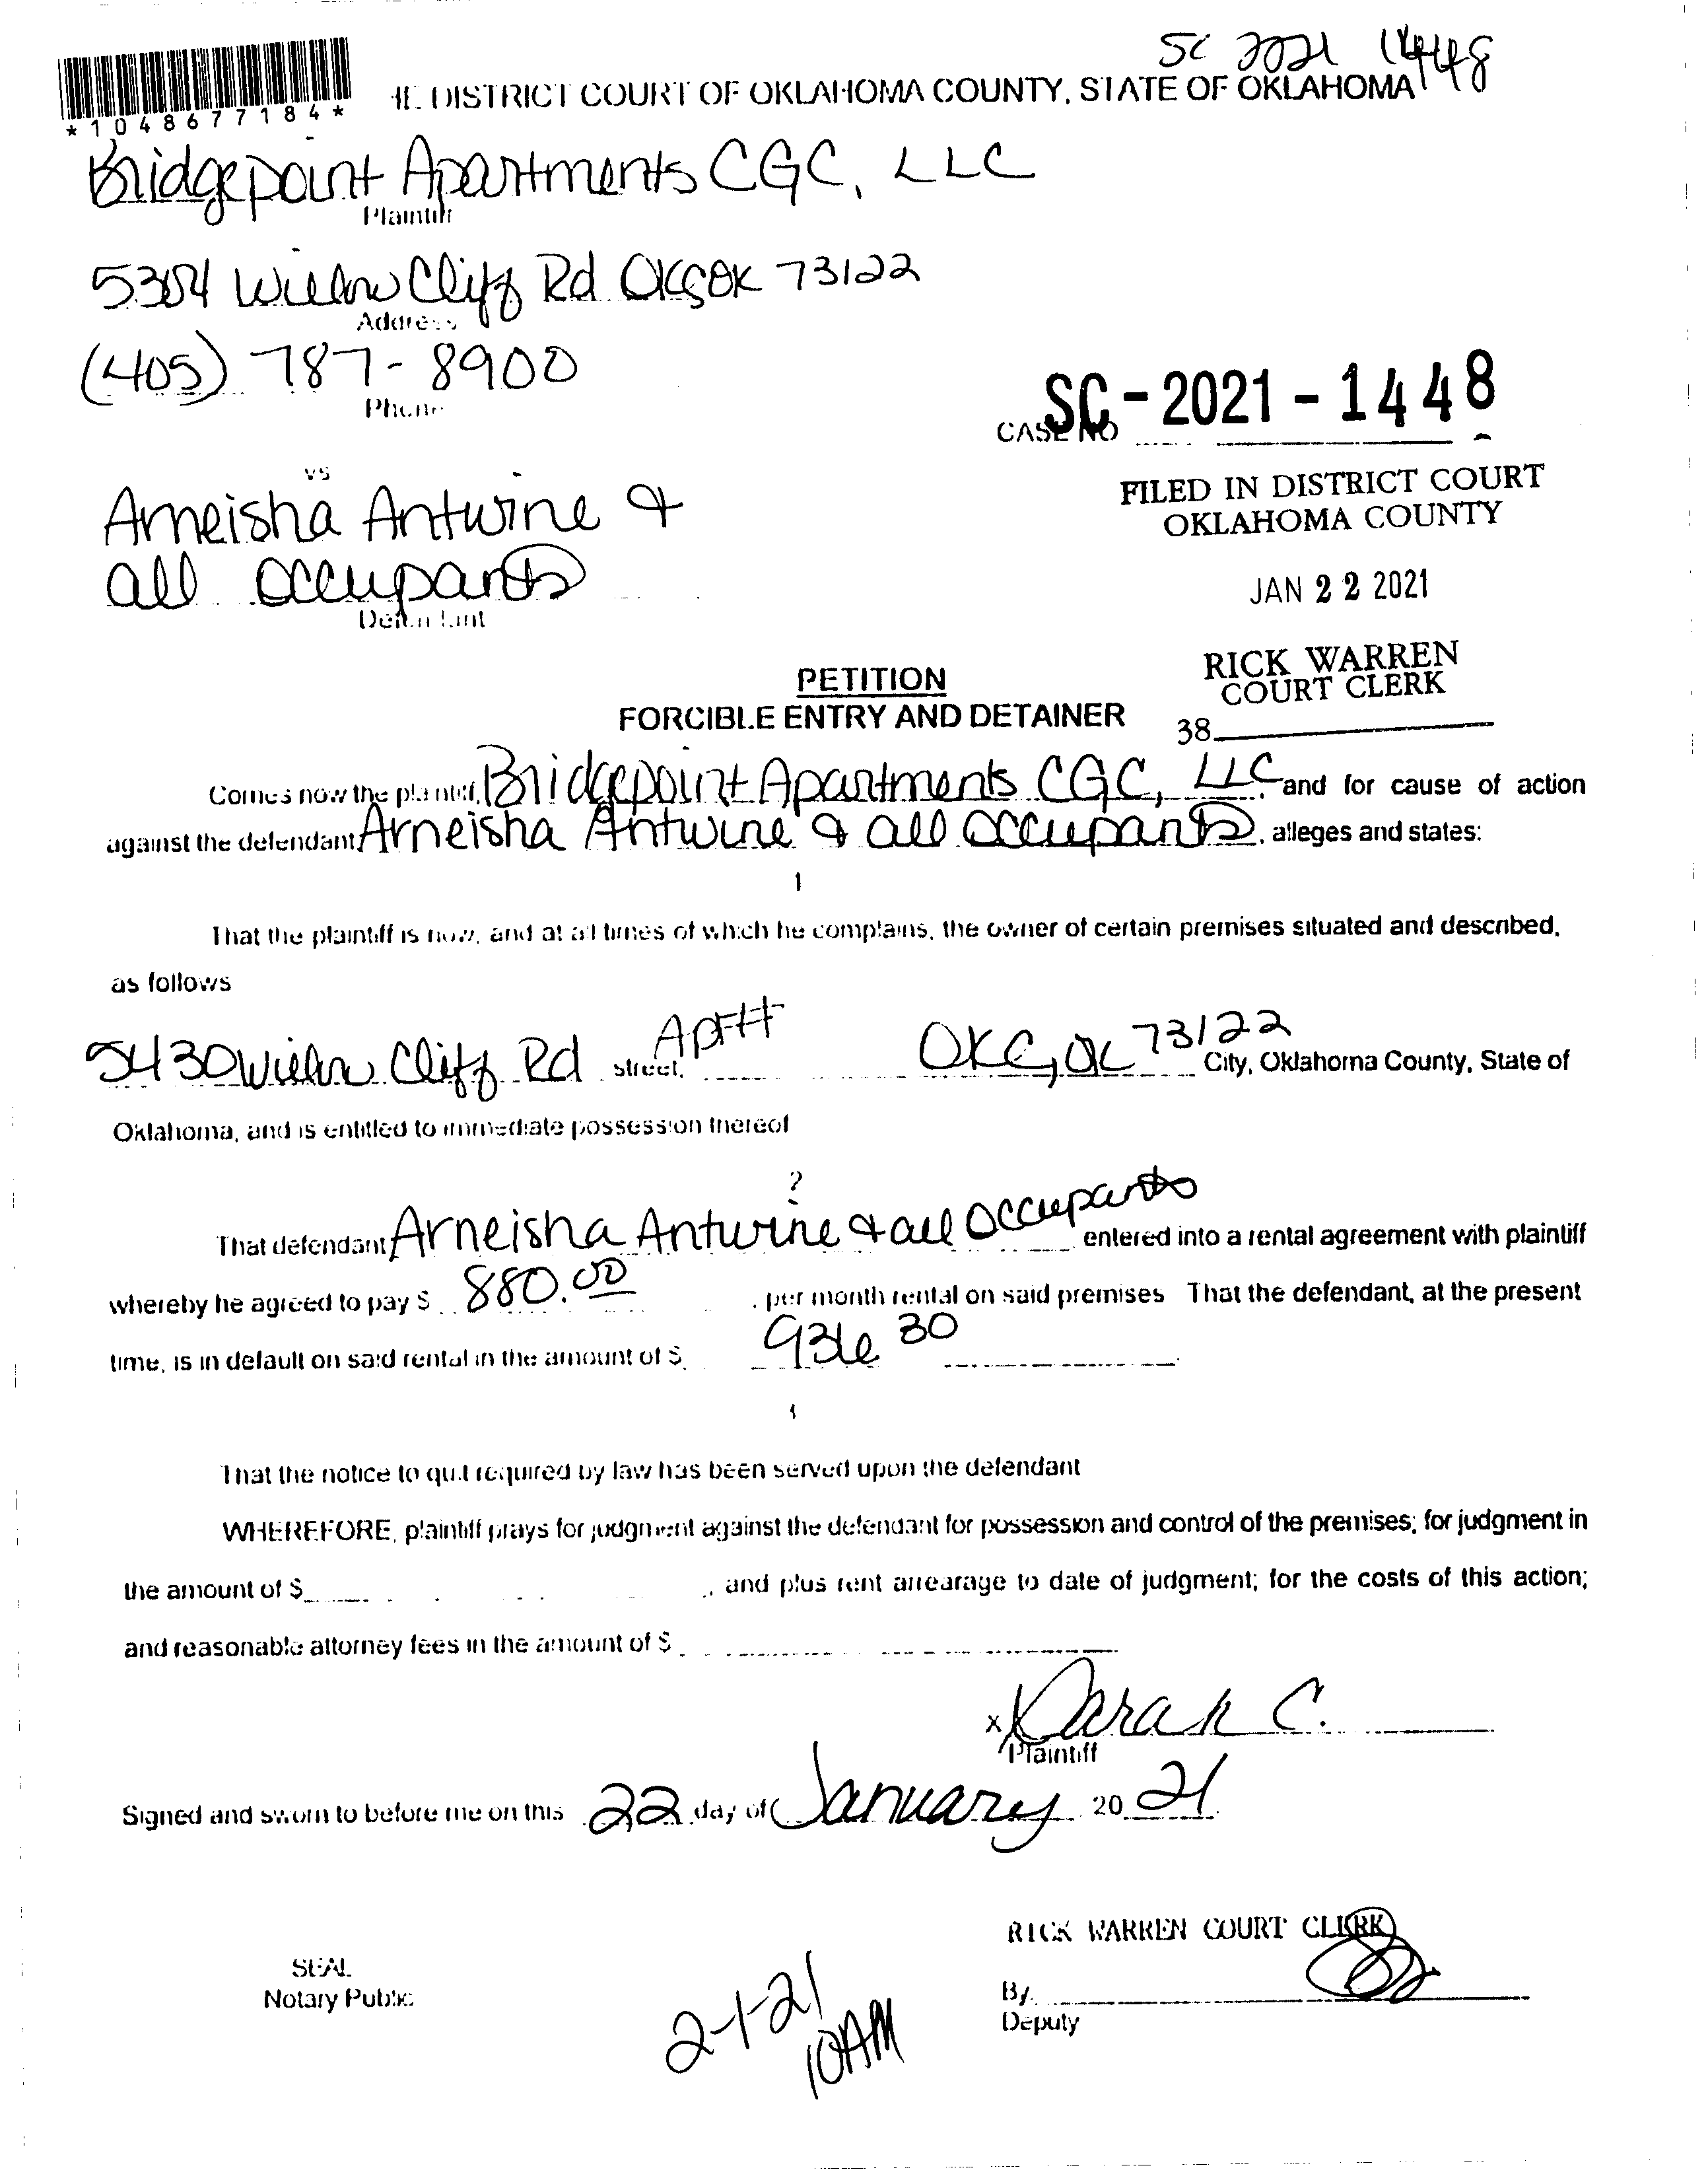 SC 2021 1448
HE DISTRICT COURT OF OKLAHOMA COUNTY, STATE OF OKLAHOMA
*1048677184*
Bridgepoint Apartments CGC, LLC
Plaintiff
5304 Willow Cliff Rd OKC OK 73122
Address
(405) 787-8900
Phone
SC-2021-1448
CASE NO
vs
FILED IN DISTRICT COURT
OKLAHOMA COUNTY
Arneisha Antwine &
all occupants
Defendant
JAN 22 2021
RICK WARREN
COURT CLERK
38
PETITION
FORCIBLE ENTRY AND DETAINER
Comes now the plaintiff, Bridgepoint Apartments CGC, LLC and for cause of action
against the defendant, Arneisha Antwine & all occupants, alleges and states:
1
That the plaintiff is now, and at all times of which he complains, the owner of certain premises situated and described,
as follows
5430 Willow Cliff Rd street, Apt# OKC, OK 73122 City, Oklahoma County, State of
Oklahoma, and is entitled to immediate possession thereof
2
That defendant Arneisha Antwine & all occupants entered into a rental agreement with plaintiff
whereby he agreed to pay $ 880.00, per month rental on said premises That the defendant, at the present
time, is in default on said rental in the amount of $ 936 30
That the notice to quit required by law has been served upon the defendant
WHEREFORE, plaintiff prays for judgment against the defendant for possession and control of the premises; for judgment in
the amount of $ , and plus rent arrearage to date of judgment; for the costs of this action;
and reasonable attorney fees in the amount of $
x Karah C.
Plaintiff
Signed and sworn to before me on this 22 day of January 20 21
RICK WARREN COURT CLERK
SEAL
Notary Public
By
Deputy
2-1-21
10AM